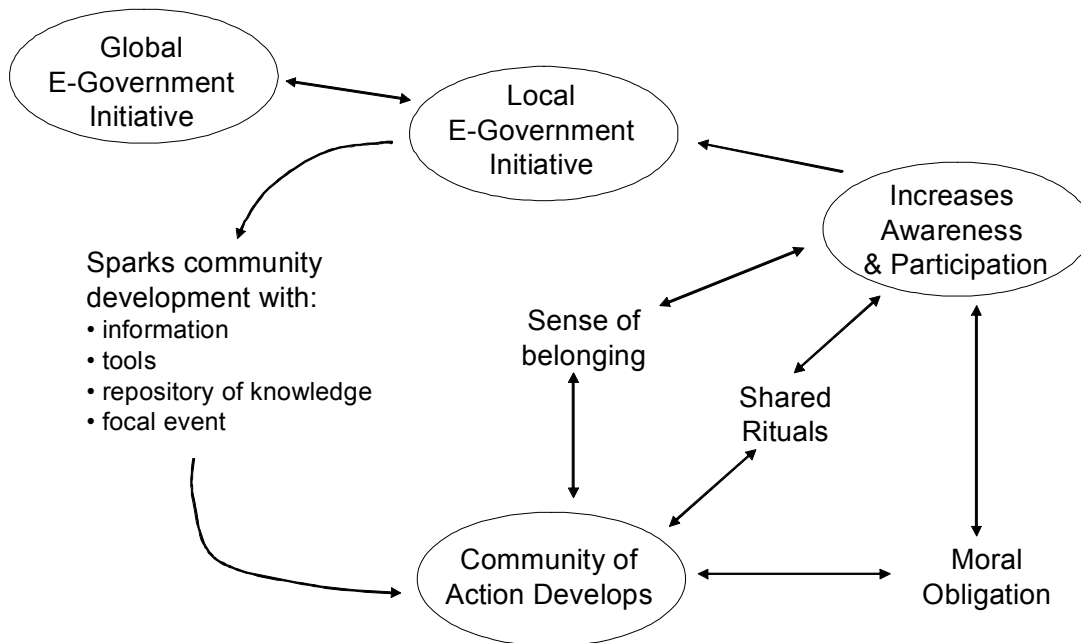 Global
E-Government
Initiative
Local
E-Government
Initiative
Increases
Awareness
& Participation
Sparks community
development with:
• information
• tools
• repository of knowledge
• focal event
Sense of
belonging
Shared
Rituals
Community of
Action Develops
Moral
Obligation